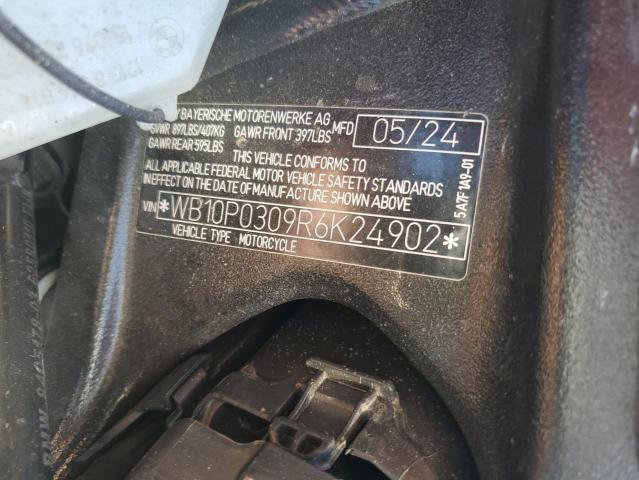 BAYERISCHE MOTORENWERKE AG
GVWR 897LBS/407KG GAWR FRONT 397LBS MFD 05/24
GAWR REAR 595LBS
THIS VEHICLE CONFORMS TO
ALL APPLICABLE FEDERAL MOTOR VEHICLE SAFETY STANDARDS
IN EFFECT ON THE DATE OF MANUFACTURE SHOWN ABOVE
VIN *WB10P0309R6K24902*
VEHICLE TYPE MOTORCYCLE
5A7F1A9-01